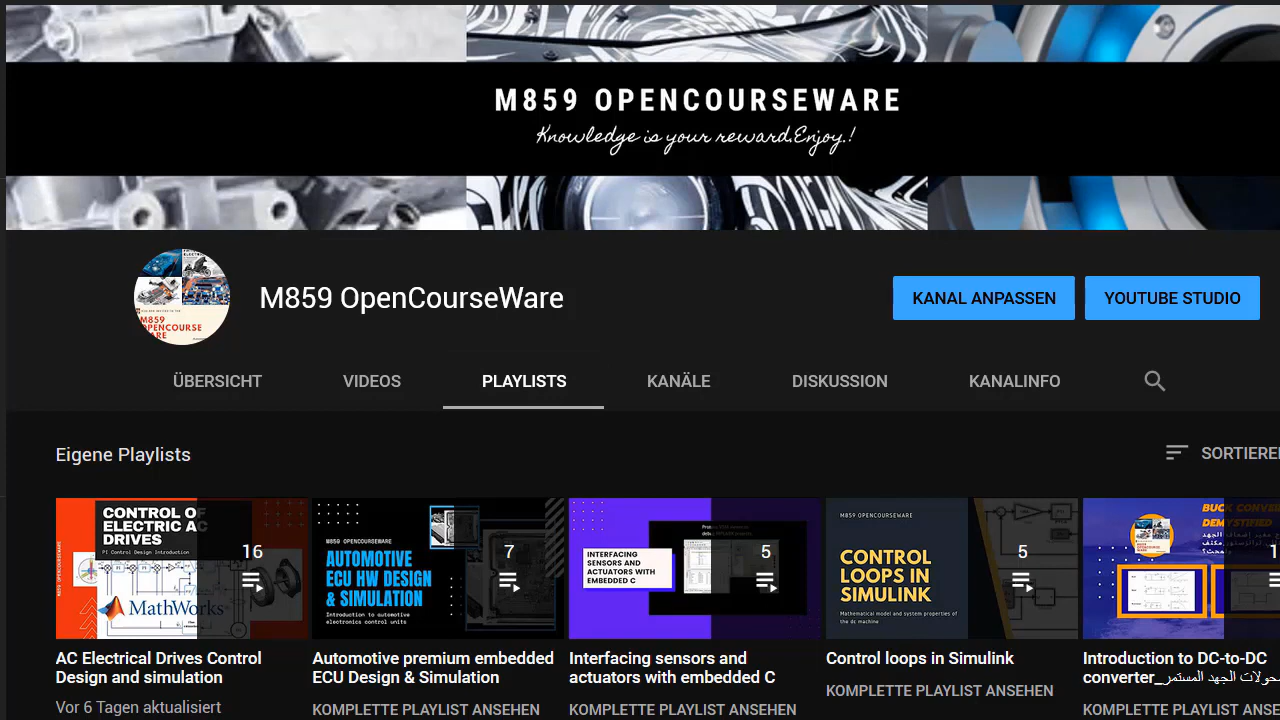 M859 OPENCOURSEWARE
Knowledge is your reward.Enjoy.!
M859
OPENCOURSE
WARE
M859 OpenCourseWare
KANAL ANPASSEN
YOUTUBE STUDIO
ÜBERSICHT
VIDEOS
PLAYLISTS
KANÄLE
DISKUSSION
KANALINFO
Eigene Playlists
SORTIEREN
CONTROL OF
ELECTRIC AC
DRIVES
PI Control Design Introduction
M859 OPENCOURSEWARE
MathWorks
16
M859 OPENCOURSEWARE
AUTOMOTIVE
ECU HW DESIGN
& SIMULATION
Introduction to automotive
electronics control units
7
INTERFACING
SENSORS AND
ACTUATORS WITH
EMBEDDED C
5
M859 OPENCOURSEWARE
CONTROL
LOOPS IN
SIMULINK
Mathematical model and system properties of
the dc machine
5
BUCK CONVER
DEMYSTIFIED
1
AC Electrical Drives Control
Design and simulation
Vor 6 Tagen aktualisiert
Automotive premium embedded
ECU Design & Simulation
KOMPLETTE PLAYLIST ANSEHEN
Interfacing sensors and
actuators with embedded C
KOMPLETTE PLAYLIST ANSEHEN
Control loops in Simulink
KOMPLETTE PLAYLIST ANSEHEN
Introduction to DC-to-DC
converter_محولات الجهد المستمر
KOMPLETTE PLAYLIST ANSE